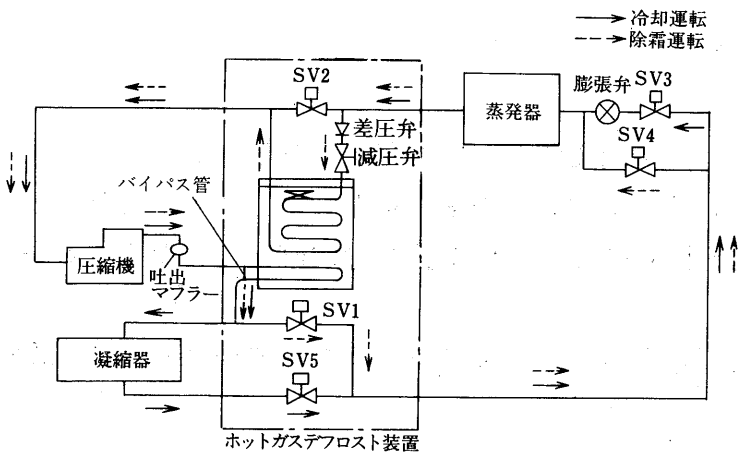 冷却運転
除霜運転
SV2
膨張弁
SV3
蒸発器
差圧弁
減圧弁
SV4
バイパス管
圧縮機
吐出
マフラー
SV1
凝縮器
SV5
ホットガスデフロスト装置